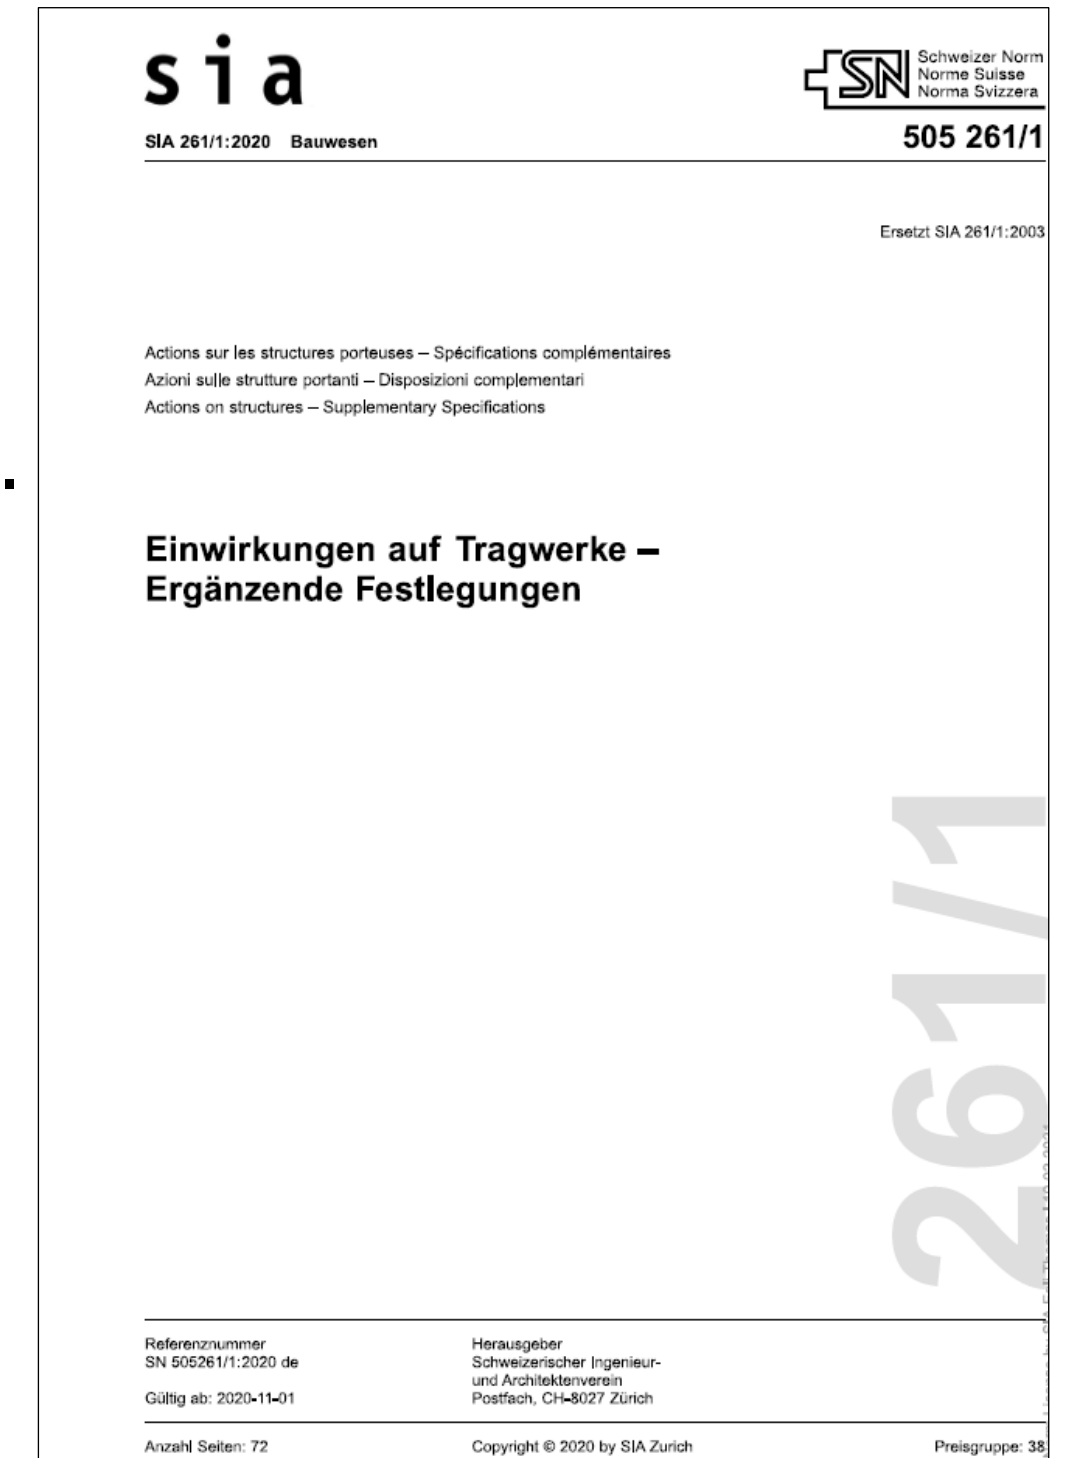 sia
SN Schweizer Norm
Norme Suisse
Norma Svizzera
SIA 261/1:2020 Bauwesen
505 261/1
Ersetzt SIA 261/1:2003
Actions sur les structures porteuses – Spécifications complémentaires
Azioni sulle strutture portanti – Disposizioni complementari
Actions on structures – Supplementary Specifications
Einwirkungen auf Tragwerke –
Ergänzende Festlegungen
261/1
Referenznummer
SN 505261/1:2020 de
Gültig ab: 2020-11-01
Herausgeber
Schweizerischer Ingenieur-
und Architektenverein
Postfach, CH-8027 Zürich
Anzahl Seiten: 72
Copyright © 2020 by SIA Zurich
Preisgruppe: 38